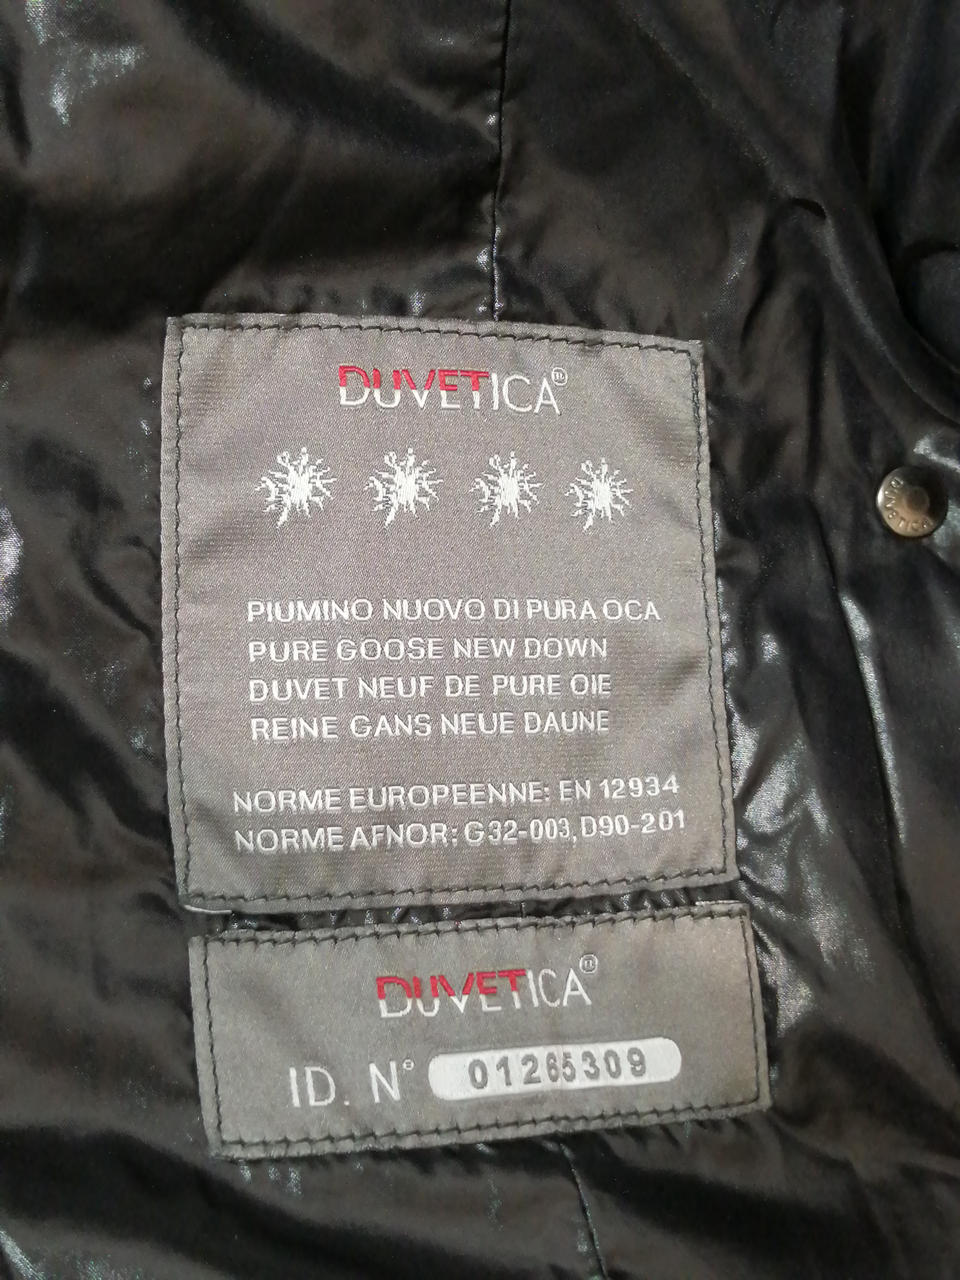 DUVETICA®
PIUMINO NUOVO DI PURA OCA
PURE GOOSE NEW DOWN
DUVET NEUF DE PURE OIE
REINE GANS NEUE DAUNE
NORME EUROPEENNE: EN 12934
NORME AFNOR: G32-003, D90-201
DUVETICA
DUVETICA®
ID. N° 01265309